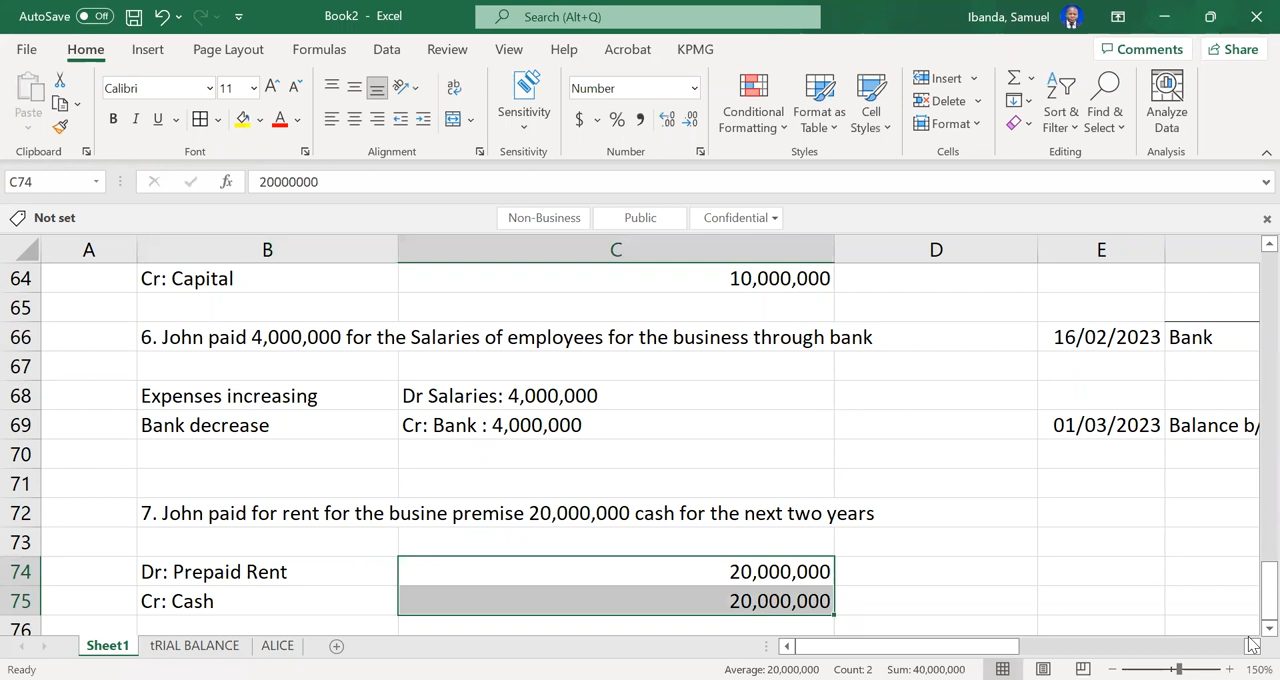 AutoSave Off Book2 - Excel Search (Alt+Q) Ibanda, Samuel
File Home Insert Page Layout Formulas Data Review View Help Acrobat KPMG Comments Share
Paste Calibri 11 Number Sensitivity Conditional Formatting Format as Table Cell Styles Insert Delete Format Sort & Filter Find & Select Analyze Data
Clipboard Font Alignment Sensitivity Number Styles Cells Editing Analysis
C74 fx 20000000
Not set Non-Business Public Confidential
A B C D E
64 Cr: Capital 10,000,000
65
66 6. John paid 4,000,000 for the Salaries of employees for the business through bank 16/02/2023 Bank
67
68 Expenses increasing Dr Salaries: 4,000,000
69 Bank decrease Cr: Bank : 4,000,000 01/03/2023 Balance b/
70
71
72 7. John paid for rent for the busine premise 20,000,000 cash for the next two years
73
74 Dr: Prepaid Rent 20,000,000
75 Cr: Cash 20,000,000
76
Sheet1 tRIAL BALANCE ALICE
Ready Average: 20,000,000 Count: 2 Sum: 40,000,000 150%